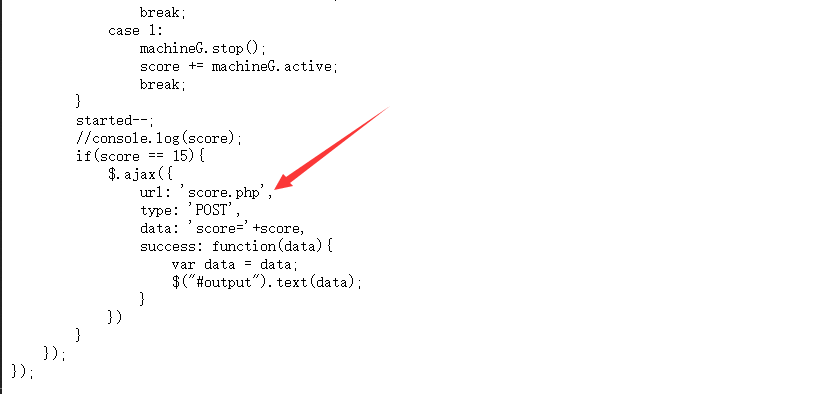 break;
case 1:
machineG.stop();
score += machineG.active;
break;
}
started--;
//console.log(score);
if(score == 15){
$.ajax({
url: 'score.php',
type: 'POST',
data: 'score='+score,
success: function(data){
var data = data;
$("#output").text(data);
}
})
}
});
});